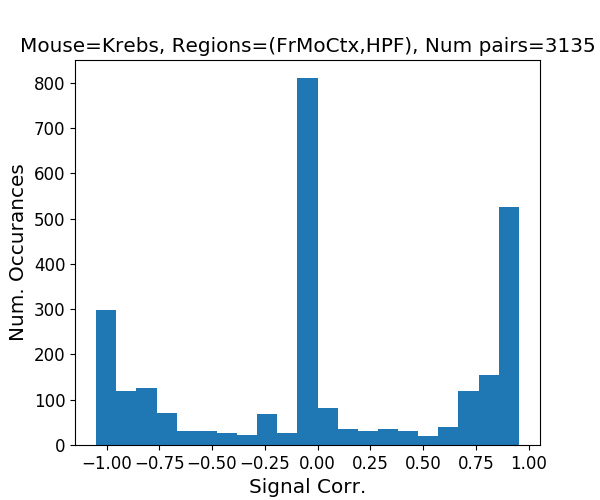 Mouse=Krebs, Regions=(FrMoCtx,HPF), Num pairs=3135
Num. Occurances
800
700
600
500
400
300
200
100
0
−1.00 −0.75 −0.50 −0.25 0.00 0.25 0.50 0.75 1.00
Signal Corr.